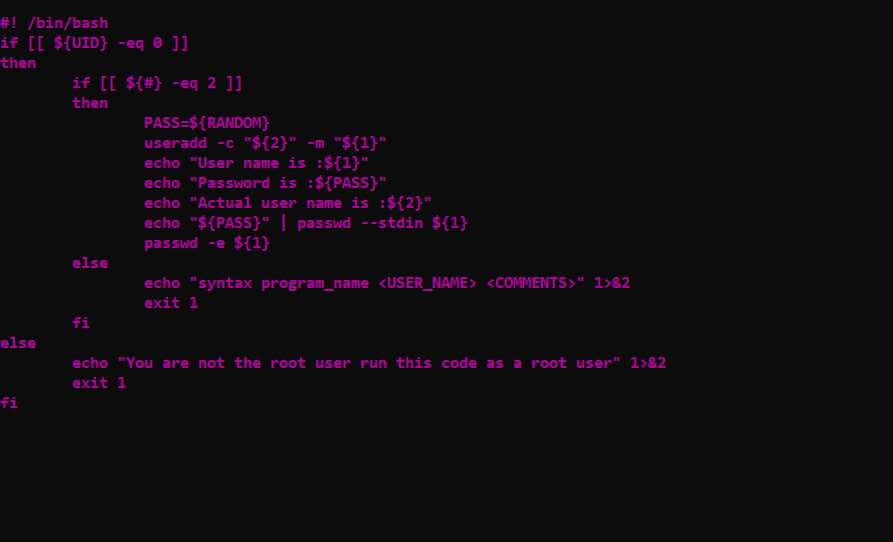 #! /bin/bash
if [[ ${UID} -eq 0 ]]
then
        if [[ ${#} -eq 2 ]]
        then
                PASS=${RANDOM}
                useradd -c "${2}" -m "${1}"
                echo "User name is :${1}"
                echo "Password is :${PASS}"
                echo "Actual user name is :${2}"
                echo "${PASS}" | passwd --stdin ${1}
                passwd -e ${1}
        else
                echo "syntax program_name <USER_NAME> <COMMENTS>" 1>&2
                exit 1
        fi
else
        echo "You are not the root user run this code as a root user" 1>&2
        exit 1
fi